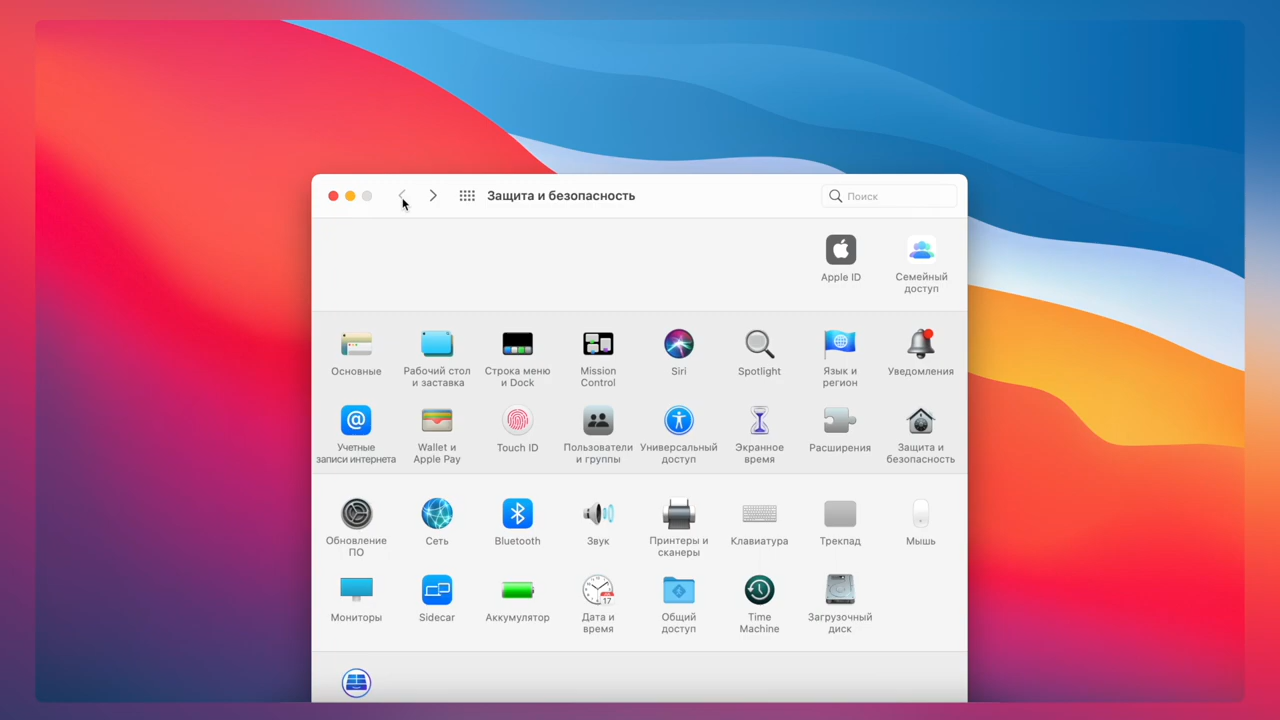 Защита и безопасность
Поиск
Apple ID
Семейный
доступ
Основные
Рабочий стол
и заставка
Строка меню
и Dock
Mission
Control
Siri
Spotlight
Язык и
регион
Уведомления
@
Учетные
записи интернета
Wallet и
Apple Pay
Touch ID
Пользователи
и группы
Универсальный
доступ
Экранное
время
Расширения
Защита и
безопасность
Обновление
ПО
Сеть
Bluetooth
Звук
Принтеры и
сканеры
Клавиатура
Трекпад
Мышь
Мониторы
Sidecar
Аккумулятор
17
Дата и
время
Общий
доступ
Time
Machine
Загрузочный
диск